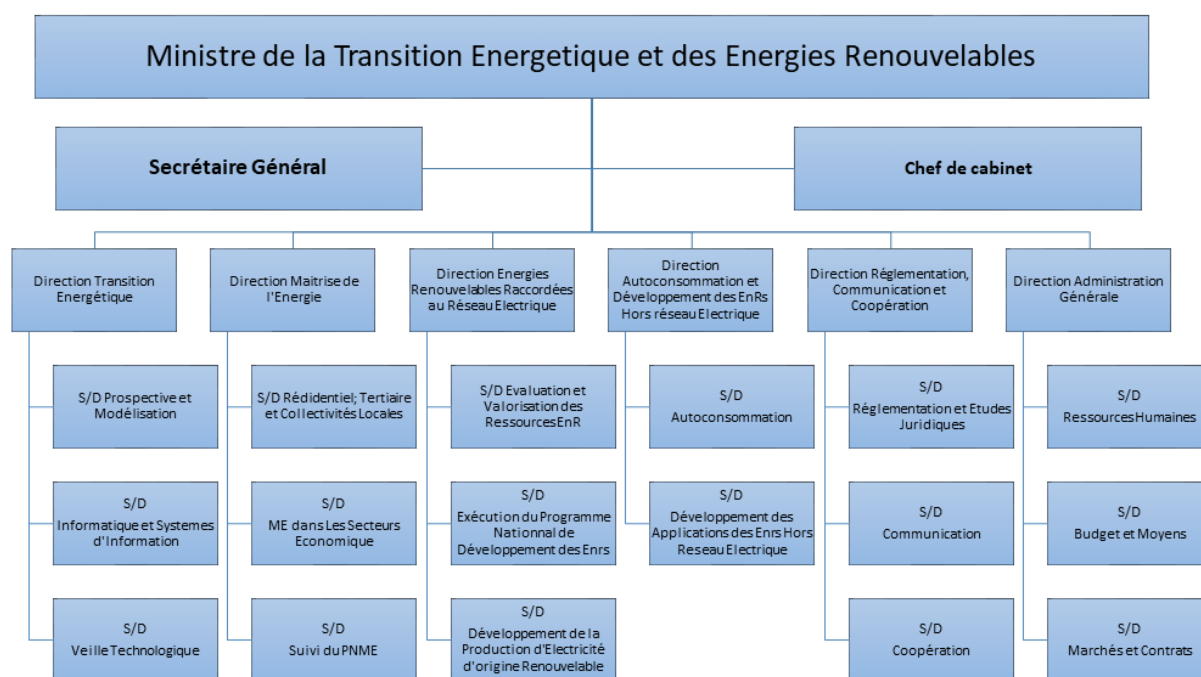 Ministre de la Transition Energetique et des Energies Renouvelables
Secrétaire Général
Chef de cabinet
Direction Transition
Energétique
Direction Maitrise de
l'Energie
Direction Energies
Renouvelables Raccordées
au Réseau Electrique
Direction
Autoconsommation et
Développement des EnRs
Hors réseau Electrique
Direction Réglementation,
Communication et
Coopération
Direction Administration
Générale
S/D Prospective et
Modélisation
S/D Rédidentiel; Tertiaire
et Collectivités Locales
S/D Evaluation et
Valorisation des
Ressources EnR
S/D
Autoconsommation
S/D
Réglementation et Etudes
Juridiques
S/D
Ressources Humaines
S/D
Informatique et Systemes
d'Information
S/D
ME dans Les Secteurs
Economique
S/D
Exécution du Programme
Nationnal de
Développement des Enrs
S/D
Développement des
Applications des Enrs Hors
Reseau Electrique
S/D
Communication
S/D
Budget et Moyens
S/D
Veille Technologique
S/D
Suivi du PNME
S/D
Développement de la
Production d'Electricité
d'origine Renouvelable
S/D
Coopération
S/D
Marchés et Contrats